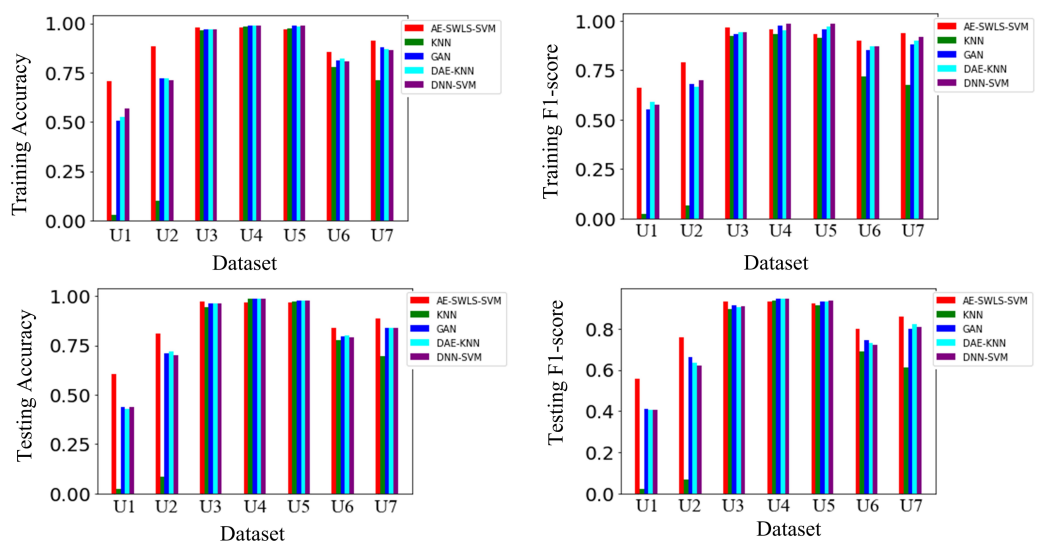 Training Accuracy
1.00
0.75
0.50
0.25
0.00
U1 U2 U3 U4 U5 U6 U7
Dataset
AE-SWLS-SVM
KNN
GAN
DAE-KNN
DNN-SVM
Training F1-score
1.00
0.75
0.50
0.25
0.00
U1 U2 U3 U4 U5 U6 U7
Dataset
AE-SWLS-SVM
KNN
GAN
DAE-KNN
DNN-SVM
Testing Accuracy
1.00
0.75
0.50
0.25
0.00
U1 U2 U3 U4 U5 U6 U7
Dataset
AE-SWLS-SVM
KNN
GAN
DAE-KNN
DNN-SVM
Testing F1-score
0.8
0.6
0.4
0.2
0.0
U1 U2 U3 U4 U5 U6 U7
Dataset
AE-SWLS-SVM
KNN
GAN
DAE-KNN
DNN-SVM